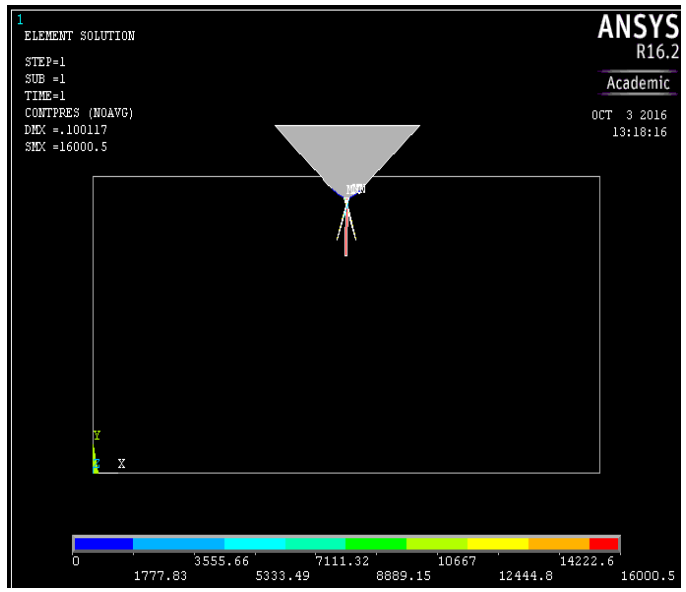 1
ELEMENT SOLUTION
STEP=1
SUB =1
TIME=1
CONTPRES (NOAVG)
DMX =.100117
SMX =16000.5
ANSYS
R16.2
Academic
OCT 3 2016
13:18:16
Y
X
0
1777.83
3555.66
5333.49
7111.32
8889.15
10667
12444.8
14222.6
16000.5